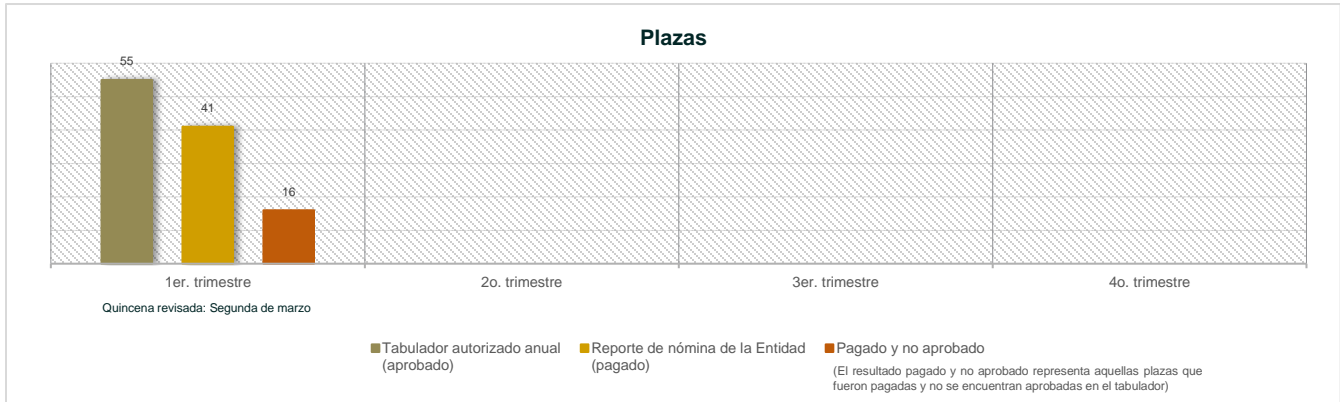 Plazas
55
41
16
1er. trimestre
2o. trimestre
3er. trimestre
4o. trimestre
Quincena revisada: Segunda de marzo
Tabulador autorizado anual
(aprobado)
Reporte de nómina de la Entidad
(pagado)
Pagado y no aprobado
(El resultado pagado y no aprobado representa aquellas plazas que
fueron pagadas y no se encuentran aprobadas en el tabulador)